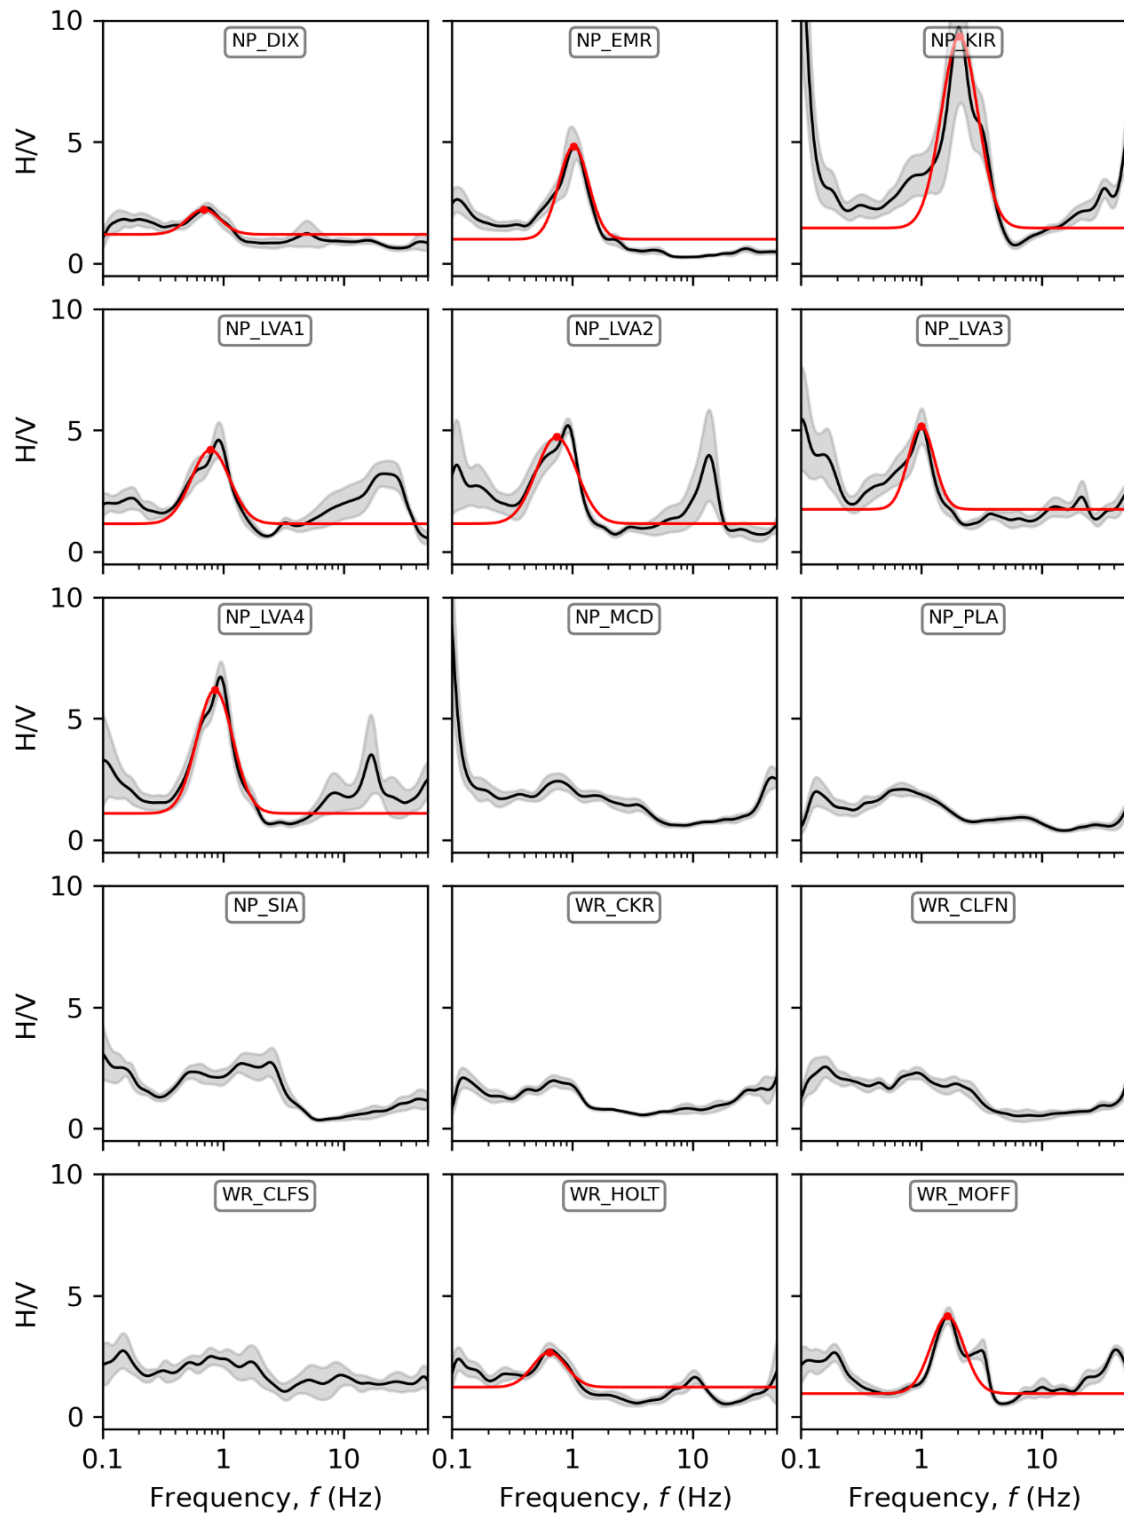 10
5
0
H/V
NP_DIX
NP_EMR
NP_KIR
10
5
0
H/V
NP_LVA1
NP_LVA2
NP_LVA3
10
5
0
H/V
NP_LVA4
NP_MCD
NP_PLA
10
5
0
H/V
NP_SIA
WR_CKR
WR_CLFN
10
5
0
H/V
WR_CLFS
WR_HOLT
WR_MOFF
0.1 1 10 0.1 1 10 0.1 1 10
Frequency, f (Hz) Frequency, f (Hz) Frequency, f (Hz)